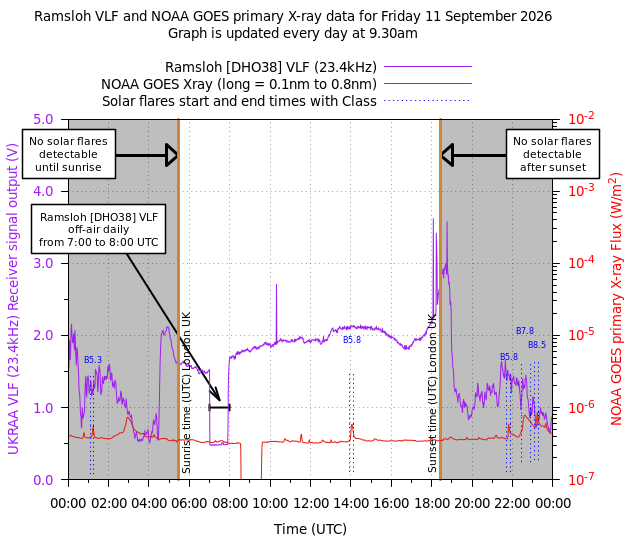 Ramsloh VLF and NOAA GOES primary X-ray data for Friday 11 September 2026
Graph is updated every day at 9.30am
Ramsloh [DHO38] VLF (23.4kHz)
NOAA GOES Xray (long = 0.1nm to 0.8nm)
Solar flares start and end times with Class
UKRAA VLF (23.4kHz) Receiver signal output (V)
5.0
4.0
3.0
2.0
1.0
0.0
No solar flares
detectable
until sunrise
Ramsloh [DHO38] VLF
off-air daily
from 7:00 to 8:00 UTC
No solar flares
detectable
after sunset
Sunrise time (UTC) London UK
Sunset time (UTC) London UK
B5.3
B5.8
B5.8
B7.8
B8.5
10^-2
10^-3
10^-4
10^-5
10^-6
10^-7
NOAA GOES primary X-ray Flux (W/m²)
00:00 02:00 04:00 06:00 08:00 10:00 12:00 14:00 16:00 18:00 20:00 22:00 00:00
Time (UTC)